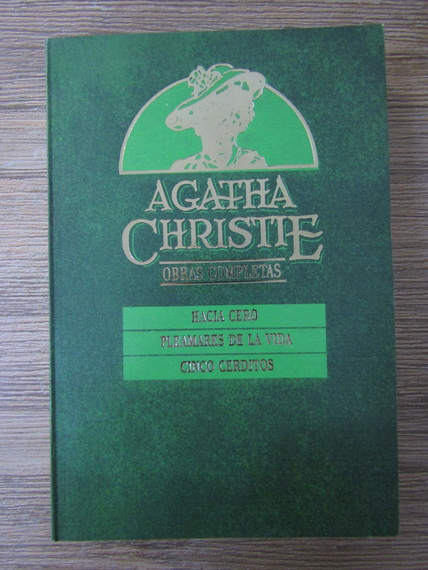 AGATHA
CHRISTIE
OBRAS COMPLETAS
HACIA CERO
PLEAMARES DE LA VIDA
CINCO CERDITOS